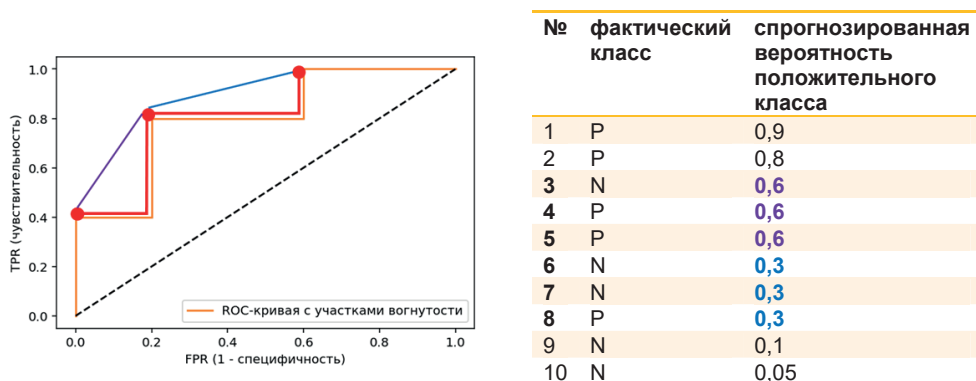 1.0
0.8
0.6
0.4
0.2
0.0
TPR (чувствительность)
0.0 0.2 0.4 0.6 0.8 1.0
FPR (1 - специфичность)
ROC-кривая с участками вогнутости
№ фактический спрогнозированная
класс вероятность
положительного
класса
1 P 0,9
2 P 0,8
3 N 0,6
4 P 0,6
5 P 0,6
6 N 0,3
7 N 0,3
8 P 0,3
9 N 0,1
10 N 0,05